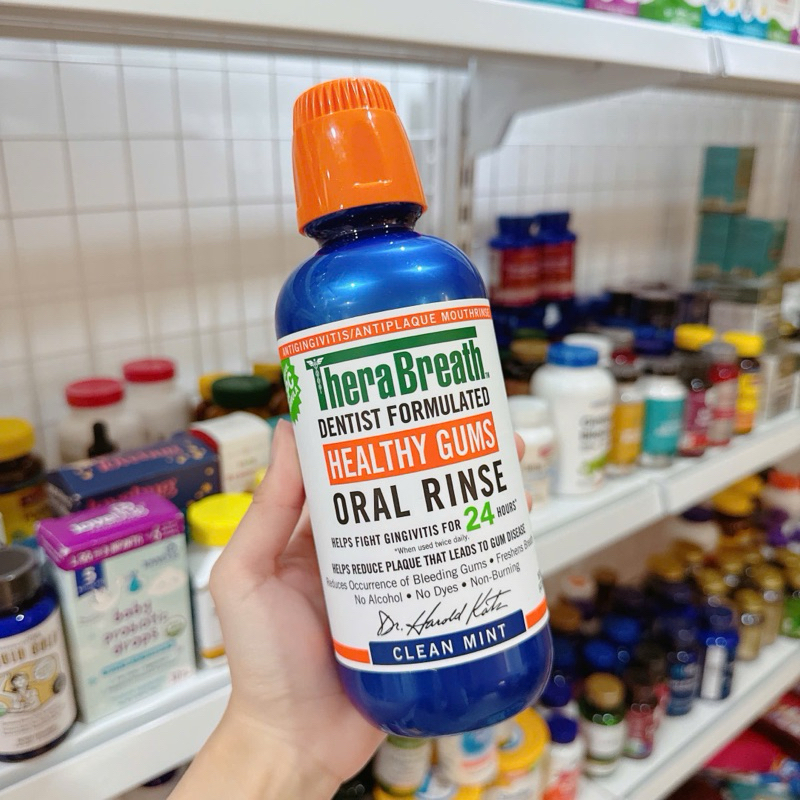 ANTIGINGIVITIS/ANTIPLAQUE MOUTHRINSE
TheraBreath™
DENTIST FORMULATED
HEALTHY GUMS
ORAL RINSE
HELPS FIGHT GINGIVITIS FOR 24 HOURS*
*When used twice daily.
HELPS REDUCE PLAQUE THAT LEADS TO GUM DISEASE
Reduces Occurrence of Bleeding Gums • Freshens
No Alcohol • No Dyes • Non-Burning
Dr. Harold Katz
CLEAN MINT
baby
probiotic
drops